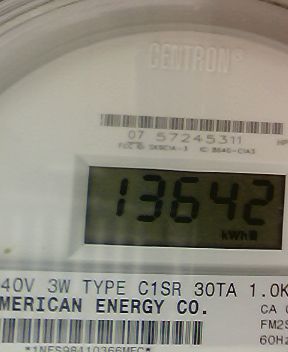 CENTRON®
07 57245311
13642
kWh
40V 3W TYPE C1SR 30TA 1.0K
MERICAN ENERGY CO.
CA
FM2S
60Hz